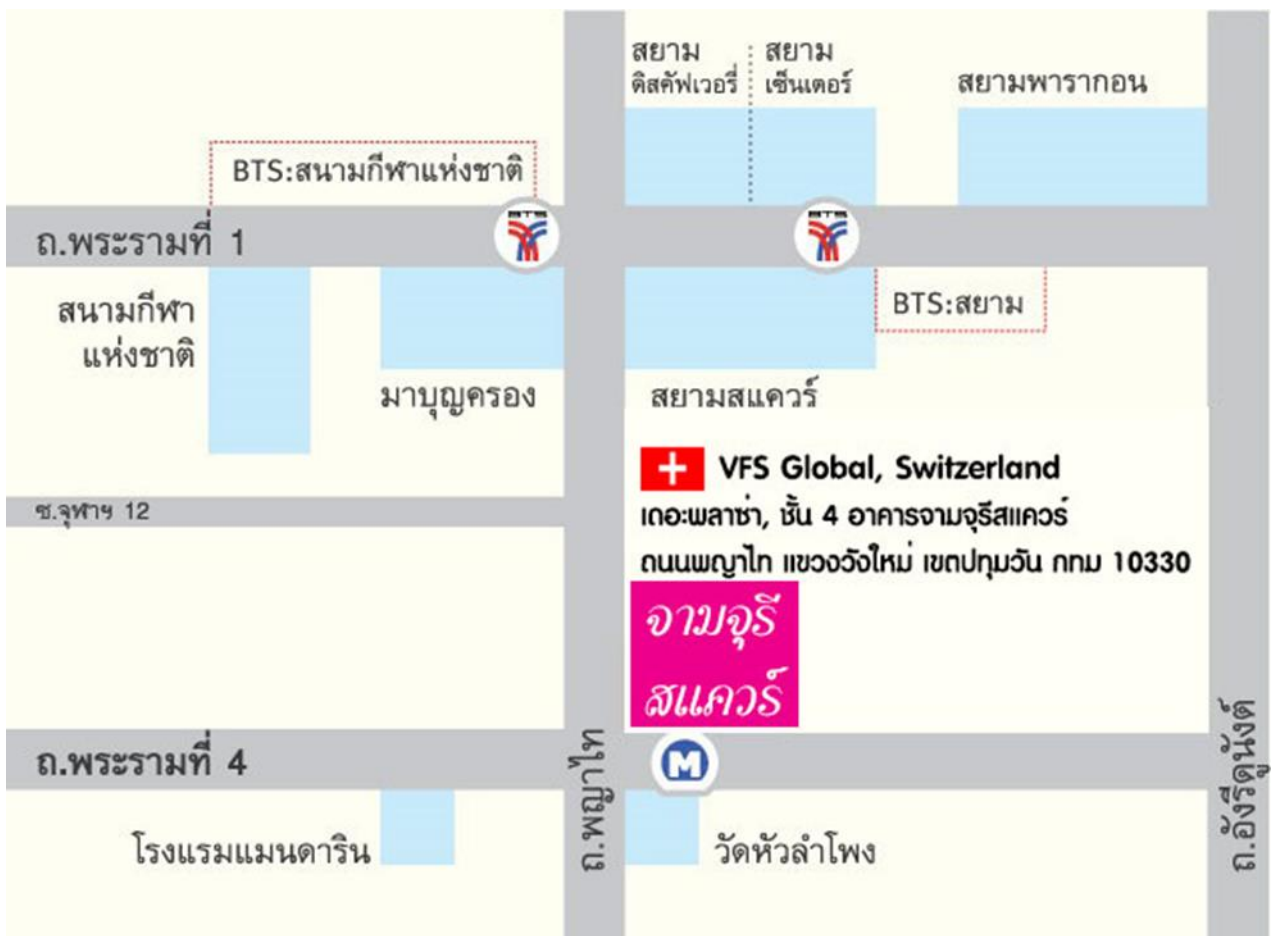 สยาม
ดิสคัฟเวอรี่
สยาม
เซ็นเตอร์
สยามพารากอน
BTS:สนามกีฬาแห่งชาติ
BTS
BTS
ถ.พระรามที่ 1
สนามกีฬา
แห่งชาติ
BTS:สยาม
มาบุญครอง
สยามสแควร์
VFS Global, Switzerland
เดอะพลาซ่า, ชั้น 4 อาคารจามจุรีสแควร์
ถนนพญาไท แขวงวังใหม่ เขตปทุมวัน กทม 10330
ซ.จุฬาฯ 12
จามจุรี
สแควร์
ถ.พระรามที่ 4
M
ถ.พญาไท
ถ.อังรีดูนังต์
โรงแรมแมนดาริน
วัดหัวลำโพง